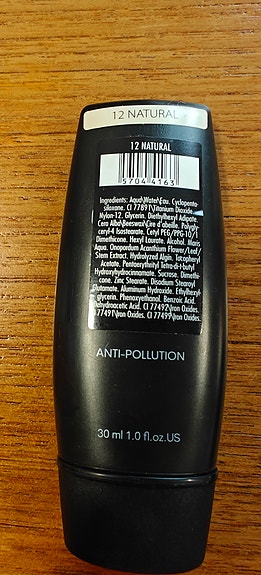 12 NATURAL
12 NATURAL
5704 4163
Ingredients: Aqua\Water\Eau. Cyclopenta-
siloxane. CI 77891\Titanium Dioxide.
Nylon-12. Glycerin. Diethylhexyl Adipate.
Cera Alba\Beeswax\Cire d'abeille. Polygly-
ceryl-4 Isostearate. Cetyl PEG/PPG-10/1
Dimethicone. Hexyl Laurate. Alcohol. Maris
Aqua. Onopordum Acanthium Flower/Leaf/
Stem Extract. Hydrolyzed Algin. Tocopheryl
Acetate. Pentaerythrityl Tetra-di-t-butyl
Hydroxyhydrocinnamate. Sucrose. Dimethi-
cone. Zinc Stearate. Disodium Stearoyl
Glutamate. Aluminum Hydroxide. Ethylhexyl-
glycerin. Phenoxyethanol. Benzoic Acid.
Dehydroacetic Acid. CI 77492\Iron Oxides.
CI 77491\Iron Oxides. CI 77499\Iron Oxides.
ANTI-POLLUTION
30 ml 1.0 fl.oz.US